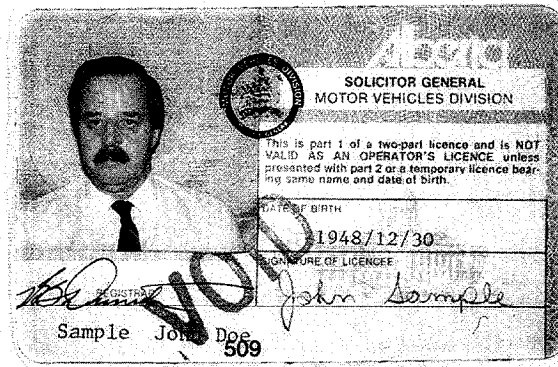 Alberta
SOLICITOR GENERAL
MOTOR VEHICLES DIVISION
This is part 1 of a two-part licence and is NOT
VALID AS AN OPERATOR'S LICENCE unless
presented with part 2 or a temporary licence bear-
ing same name and date of birth.
DATE OF BIRTH
1948/12/30
SIGNATURE OF LICENCEE
John Sample
REGISTRAR
VOID
Sample John Doe
509